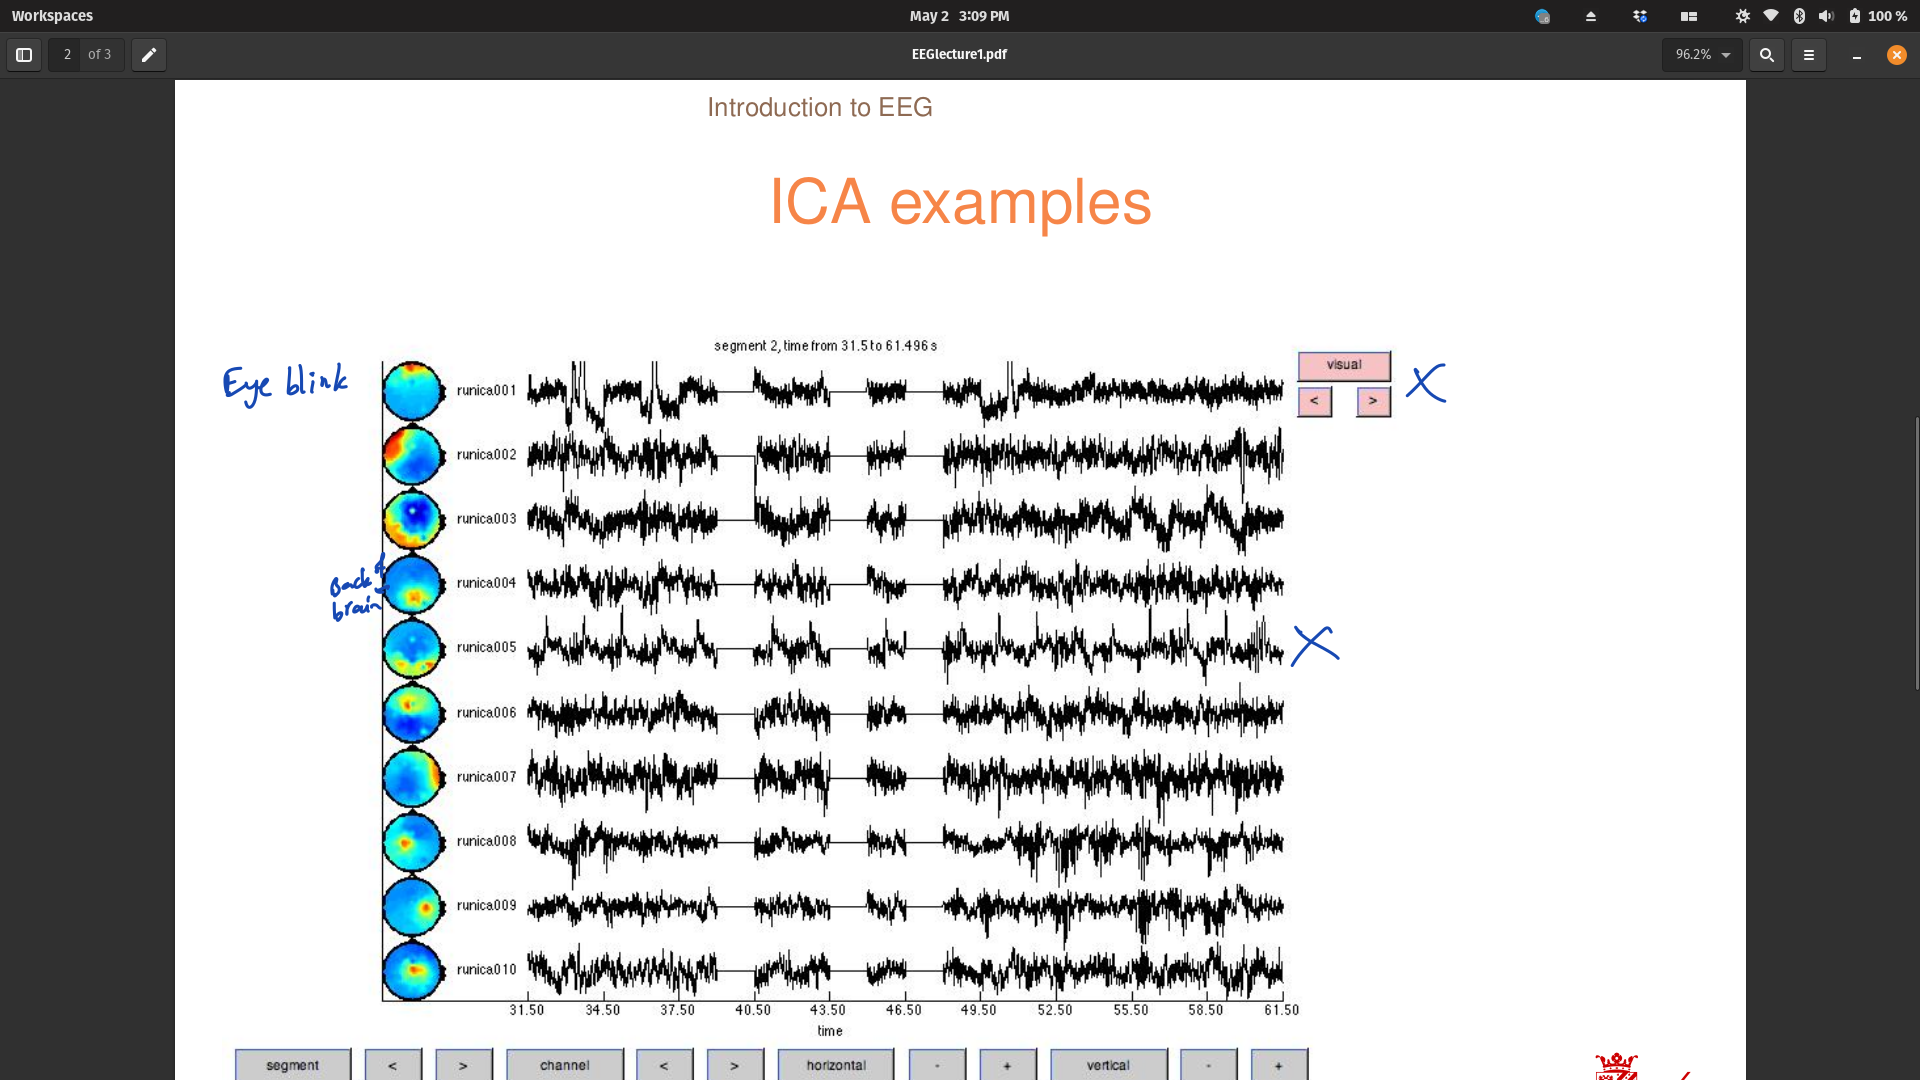 Workspaces
May 2 3:09 PM
100 %
2 of 3
EEGlecture1.pdf
96.2%
Introduction to EEG
ICA examples
segment 2, time from 31.5 to 61.496 s
Eye blink
runica001
visual
X
< >
runica002
runica003
Back of
brain
runica004
runica005
X
runica006
runica007
runica008
runica009
runica010
31.50 34.50 37.50 40.50 43.50 46.50 49.50 52.50 55.50 58.50 61.50
time
segment < > channel < > horizontal - + vertical - +